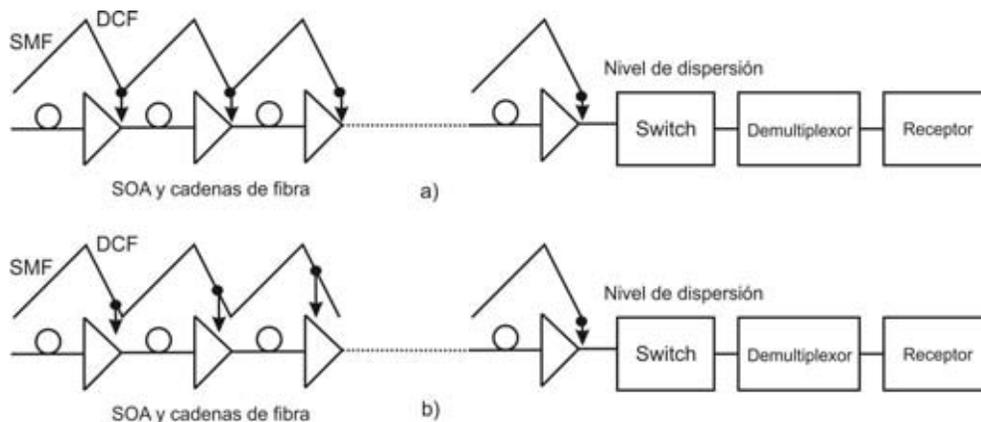 DCF
SMF
Nivel de dispersión
Switch
Demultiplexor
Receptor
SOA y cadenas de fibra
a)
DCF
SMF
Nivel de dispersión
Switch
Demultiplexor
Receptor
SOA y cadenas de fibra
b)